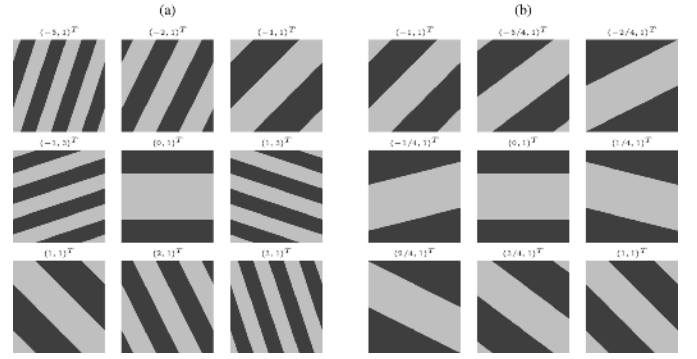 (a) (b)
(−3, 1)^T (−2, 1)^T (−1, 1)^T (−1, 1)^T (−3/4, 1)^T (−2/4, 1)^T
(−1, 3)^T (0, 1)^T (1, 3)^T (−1/4, 1)^T (0, 1)^T (1/4, 1)^T
(1, 1)^T (2, 1)^T (3, 1)^T (2/4, 1)^T (3/4, 1)^T (1, 1)^T